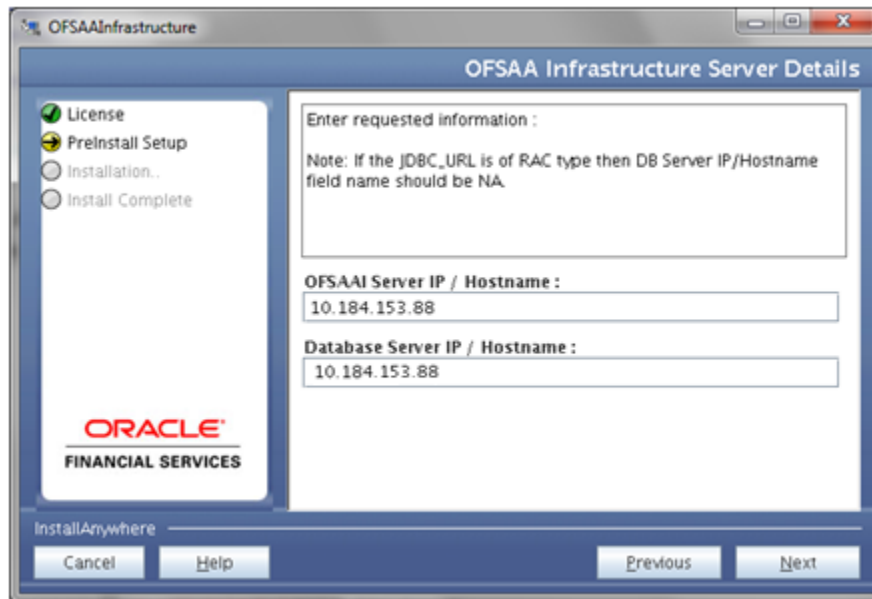 OFSAAInfrastructure
OFSAA Infrastructure Server Details
License
PreInstall Setup
Installation..
Install Complete
Enter requested information :
Note: If the JDBC_URL is of RAC type then DB Server IP/Hostname
field name should be NA.
OFSAAI Server IP / Hostname :
10.184.153.88
Database Server IP / Hostname :
10.184.153.88
ORACLE
FINANCIAL SERVICES
InstallAnywhere
Cancel Help Previous Next